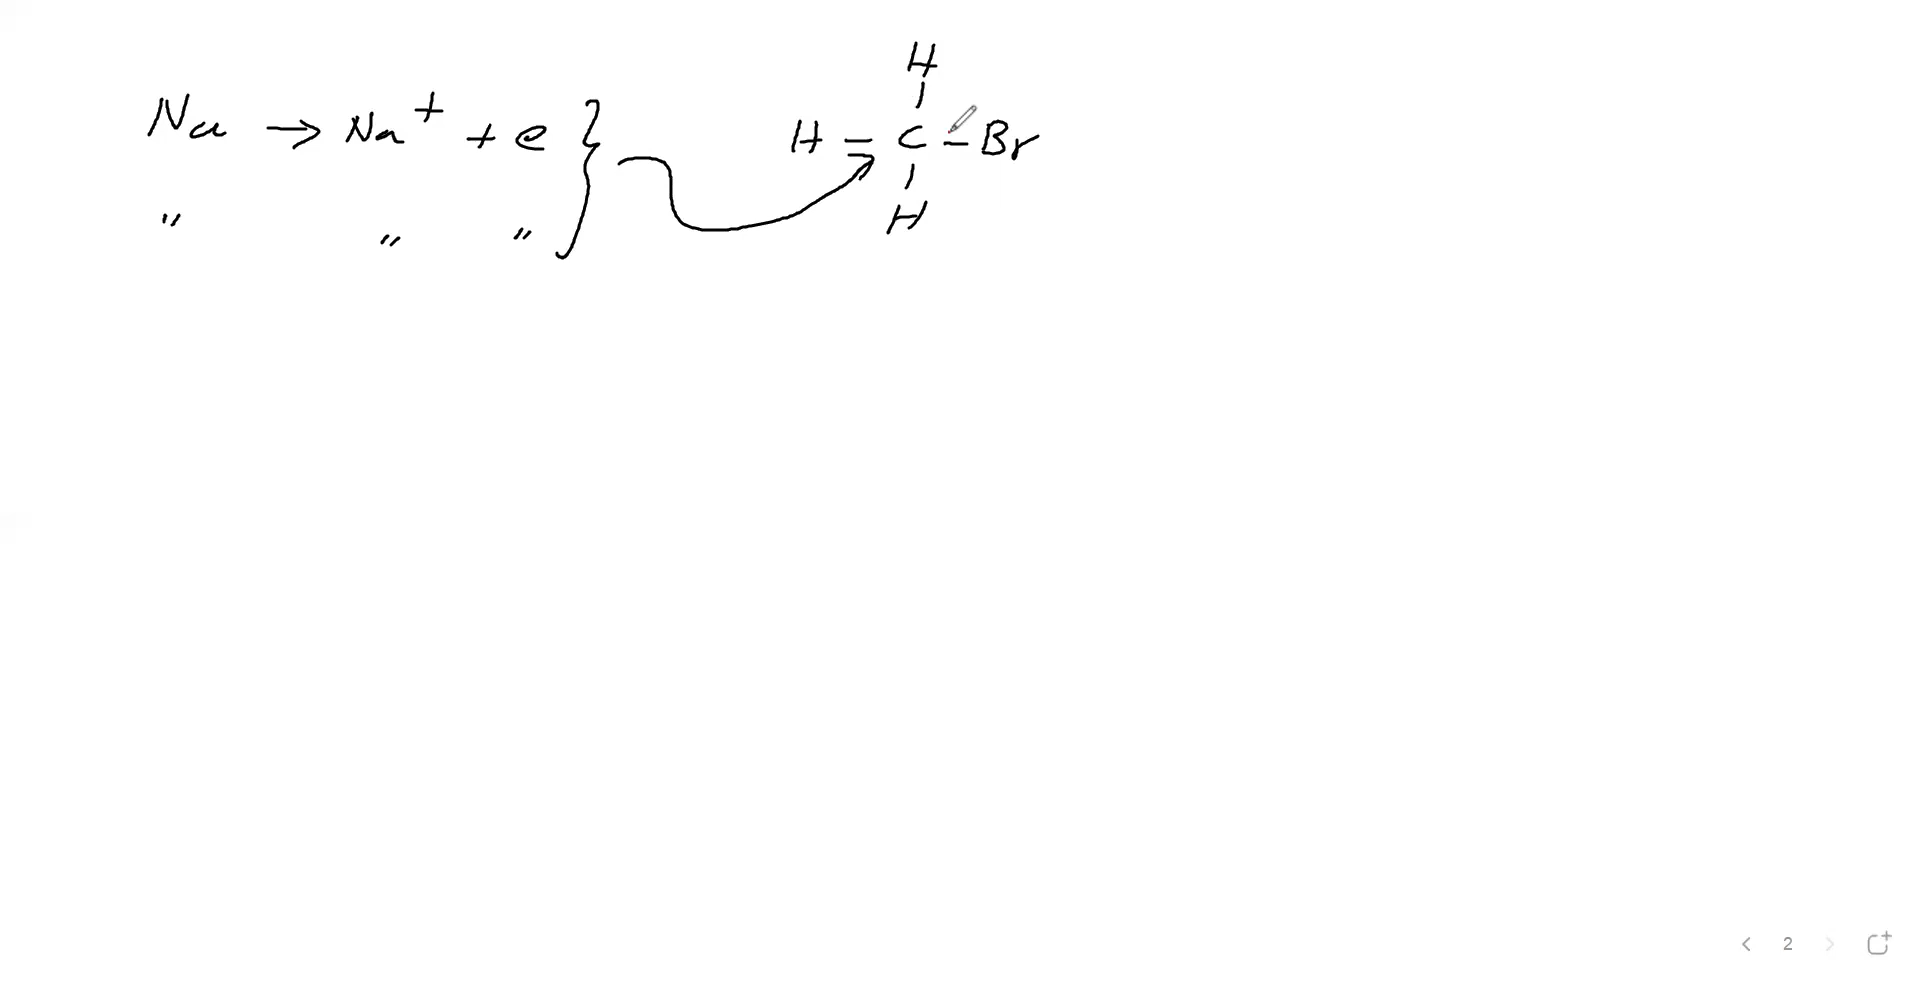 H
Na → Na⁺ + e } H – C – Br
" " " H
2